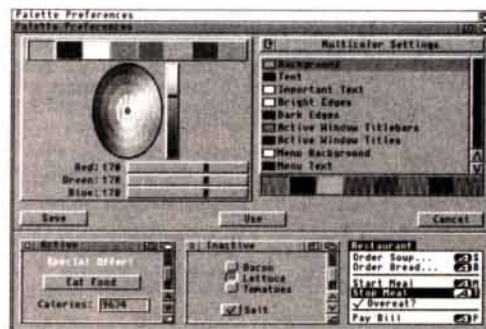 Palette Preferences
Palette Preferences
Multicolor Settings
Background
Text
Important Text
Bright Edges
Dark Edges
Active Window Titlebars
Active Window Titles
Menu Background
Menu Text
Red: 170
Green: 170
Blue: 170
Save
Use
Cancel
Active
Special Offer!
Eat Food
Calories: 9634
Inactive
Bacon
Lettuce
Tomatoes
Salt
Restaurant
Order Soup... S
Order Bread... B
Start Meal M
Stop Meal
Overeat?
Pay Bill P